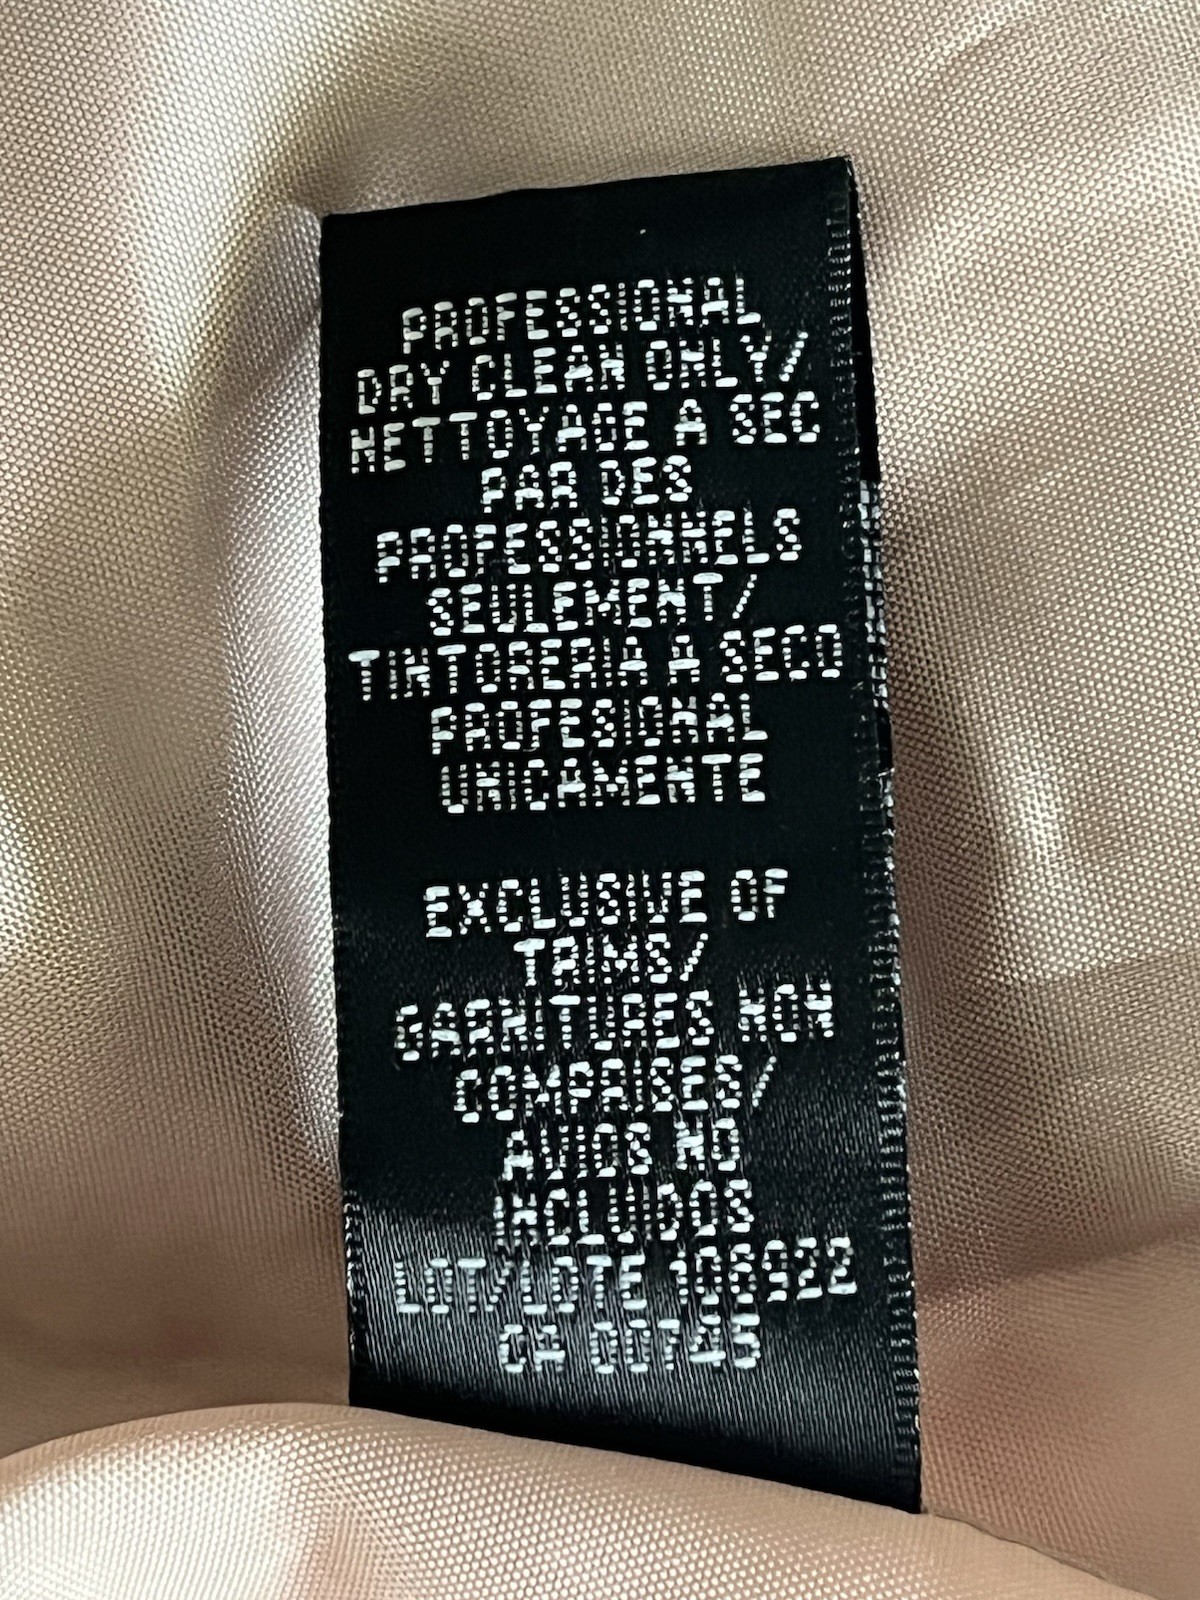 PROFESSIONAL
DRY CLEAN ONLY/
NETTOYAGE A SEC
PAR DES
PROFESSIONNELS
SEULEMENT/
TINTORERIA A SECO
PROFESIONAL
UNICAMENTE
EXCLUSIVE OF
TRIMS/
GARNITURES NON
COMPRISES/
AVIOS NO
INCLUIDOS
LOT/LOTE 106922
CA 00745